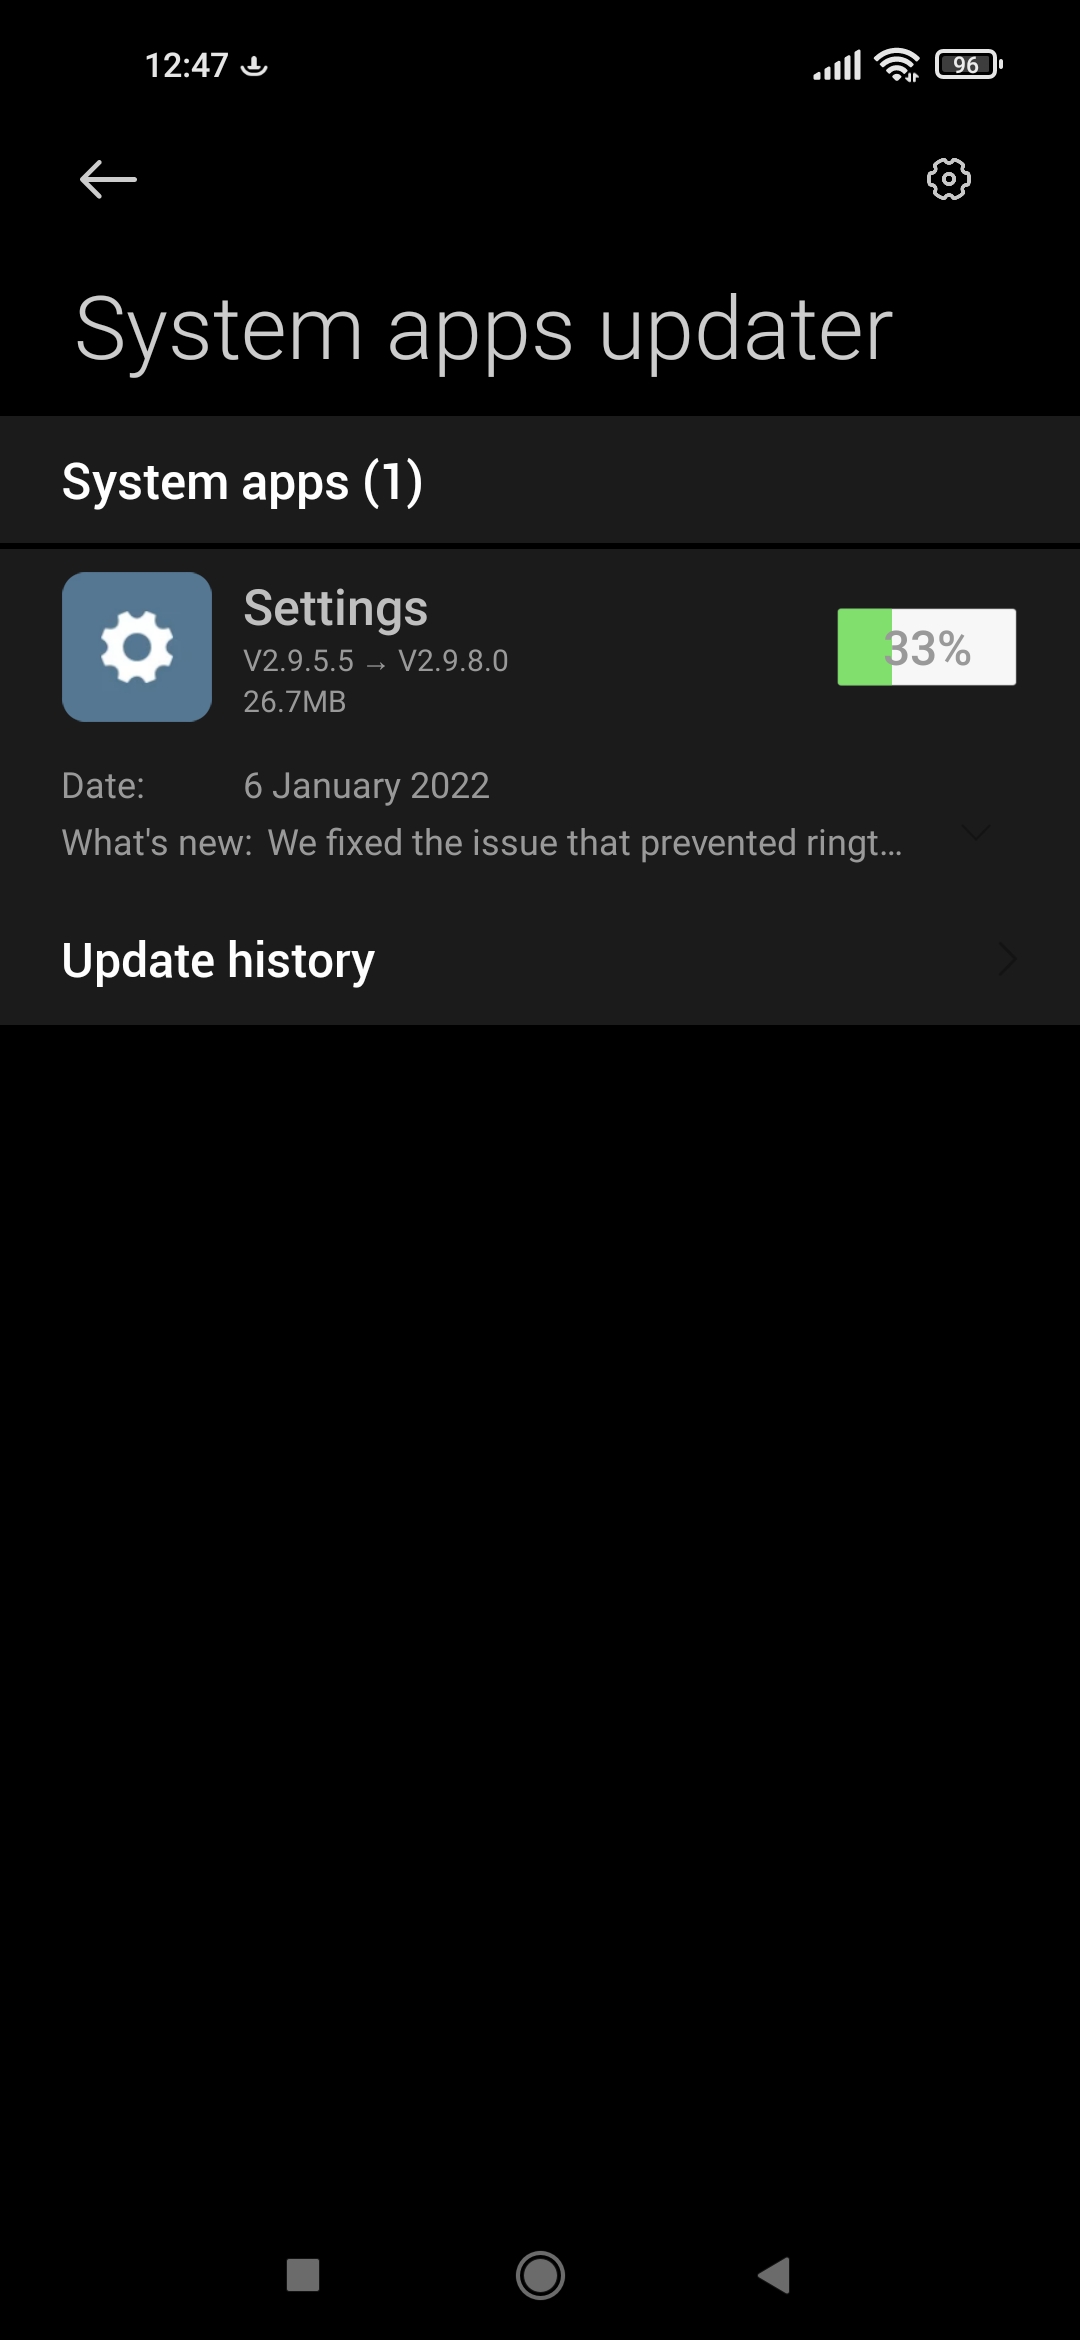 12:47
96
System apps updater
System apps (1)
Settings
V2.9.5.5 → V2.9.8.0
26.7MB
33%
Date: 6 January 2022
What's new: We fixed the issue that prevented ringt...
Update history